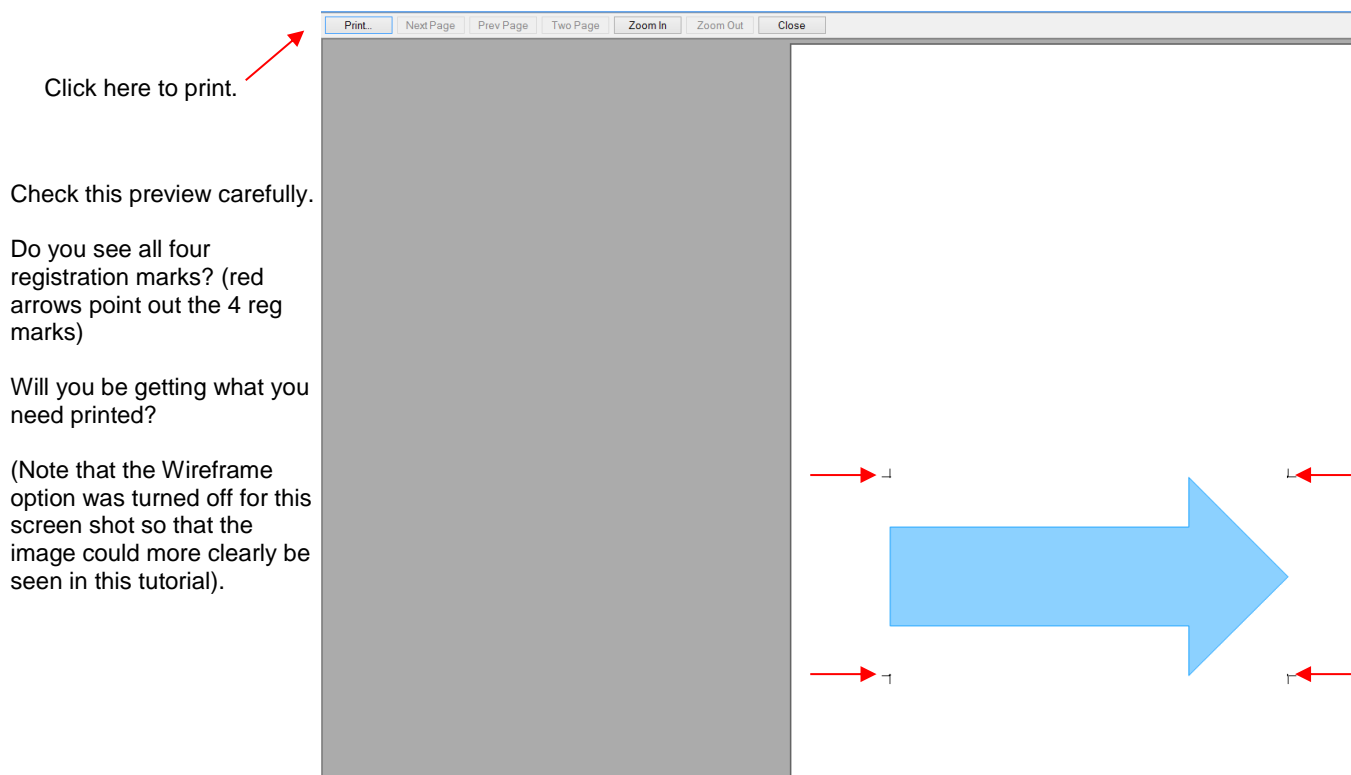 Print... Next Page Prev Page Two Page Zoom In Zoom Out Close
Click here to print.
Check this preview carefully.
Do you see all four
registration marks? (red
arrows point out the 4 reg
marks)
Will you be getting what you
need printed?
(Note that the Wireframe
option was turned off for this
screen shot so that the
image could more clearly be
seen in this tutorial).